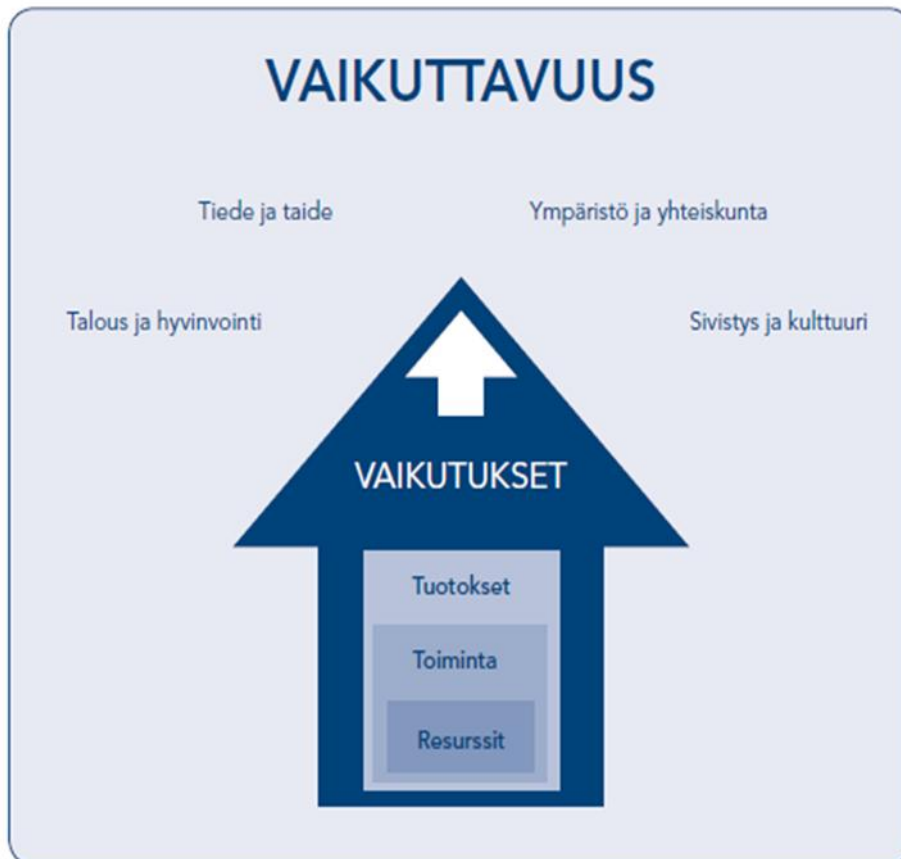 VAIKUTTAVUUS
Tiede ja taide
Ympäristö ja yhteiskunta
Talous ja hyvinvointi
Sivistys ja kulttuuri
VAIKUTUKSET
Tuotokset
Toiminta
Resurssit